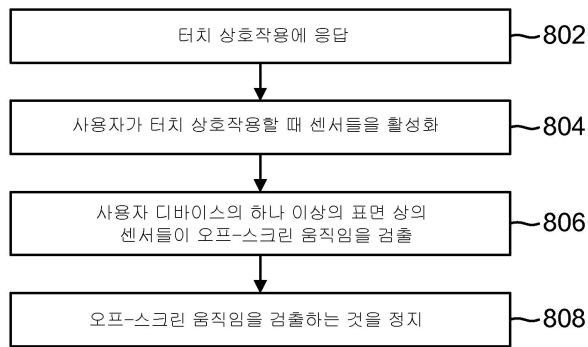 터치 상호작용에 응답
802
사용자가 터치 상호작용할 때 센서들을 활성화
804
사용자 디바이스의 하나 이상의 표면 상의
센서들이 오프-스크린 움직임을 검출
806
오프-스크린 움직임을 검출하는 것을 정지
808